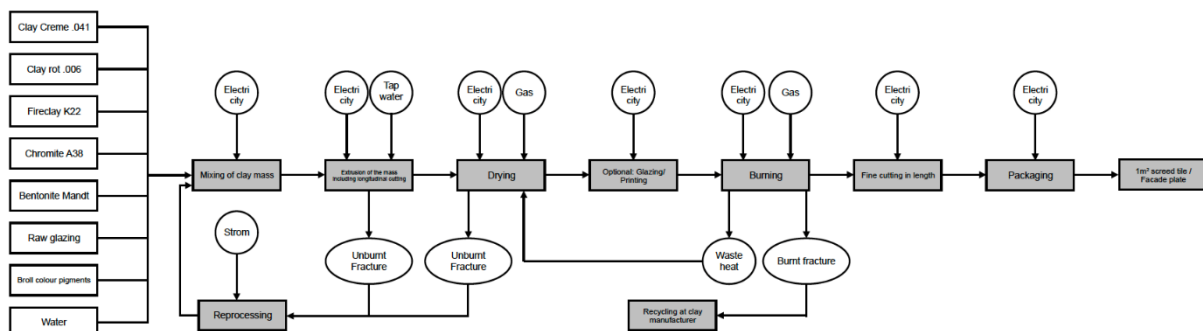 Clay Creme .041
Clay rot .006
Fireclay K22
Chromite A38
Bentonite Mandt
Raw glazing
Broll colour pigments
Water
Electri
city
Electri
city
Tap
water
Electri
city
Gas
Electri
city
Electri
city
Gas
Electri
city
Electri
city
Mixing of clay mass
Extrusion of the mass
including longitudinal cutting
Drying
Optional: Glazing/
Printing
Burning
Fine cutting in length
Packaging
1m² screed tile /
Facade plate
Strom
Unburnt
Fracture
Unburnt
Fracture
Waste
heat
Burnt fracture
Reprocessing
Recycling at clay
manufacturer